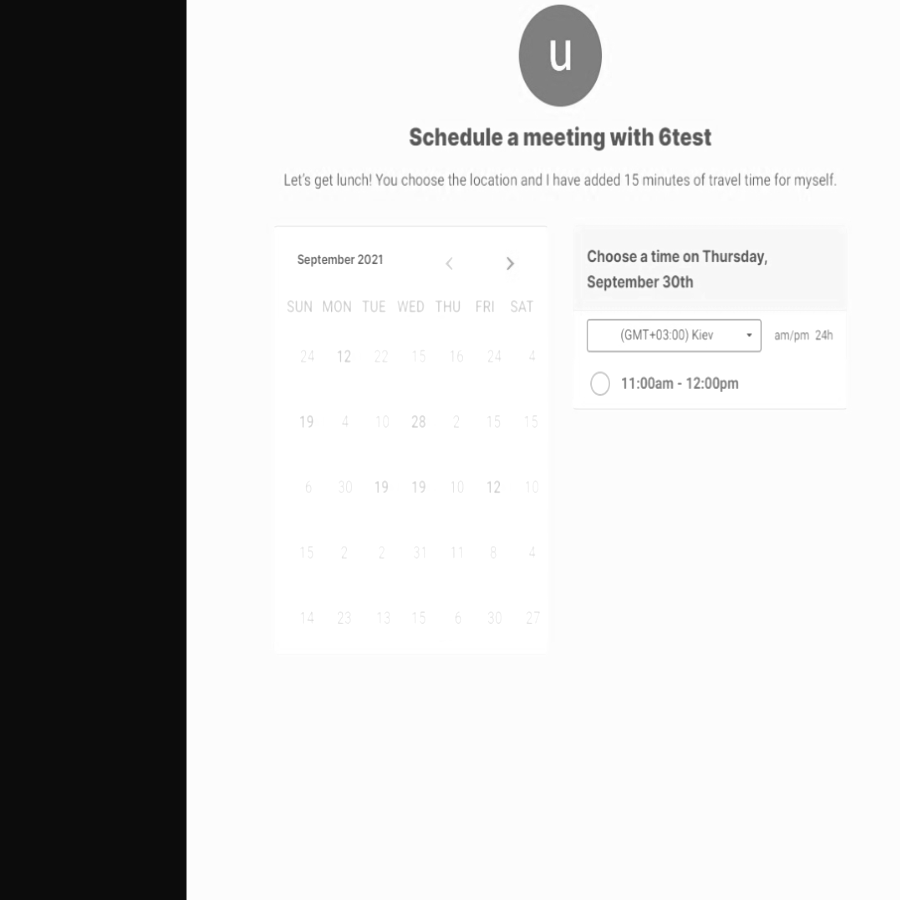 u
Schedule a meeting with 6test
Let's get lunch! You choose the location and I have added 15 minutes of travel time for myself.
September 2021
SUN MON TUE WED THU FRI SAT
24 12 22 15 16 24 4
19 4 10 28 2 15 15
6 30 19 19 10 12 10
15 2 2 31 11 8 4
14 23 13 15 6 30 27
Choose a time on Thursday,
September 30th
(GMT+03:00) Kiev am/pm 24h
11:00am - 12:00pm